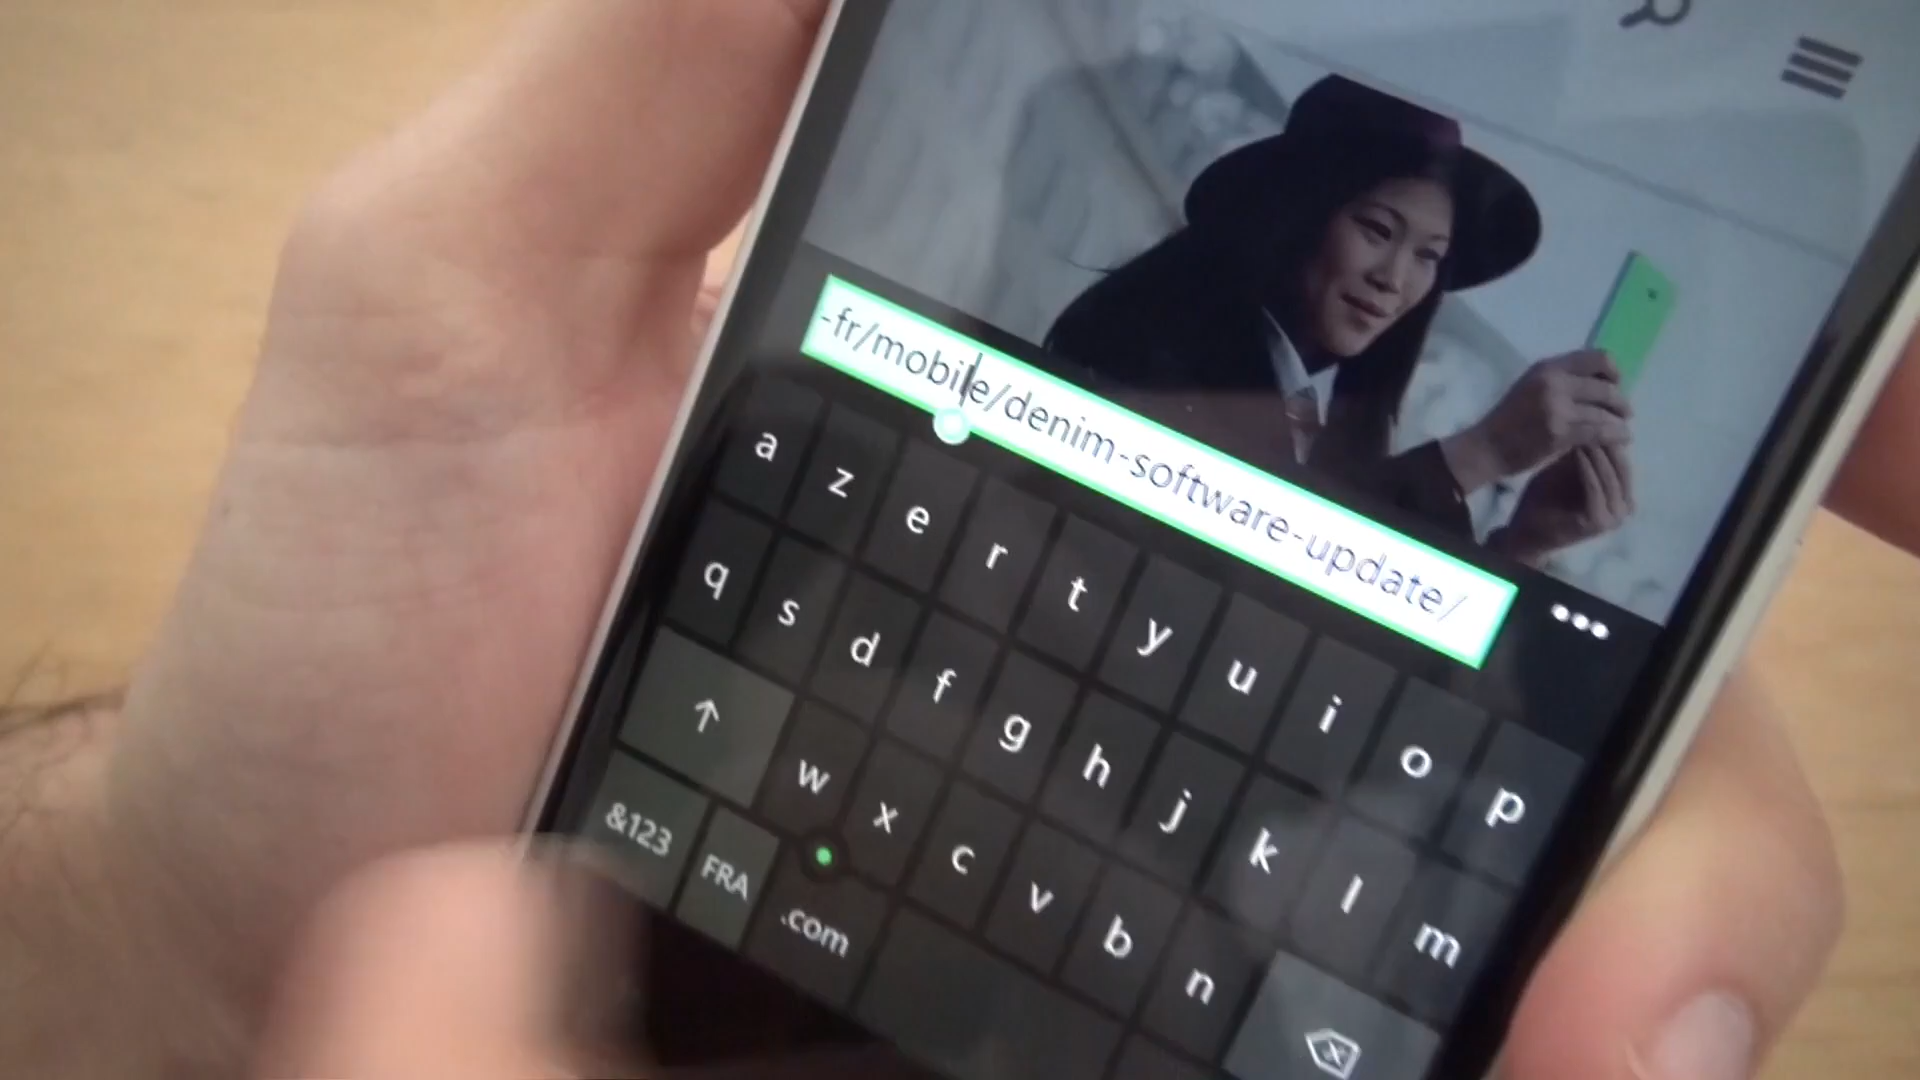 -fr/mobile/denim-software-update/
a z e r t y u i o p
q s d f g h j k l m
w x c v b n
&123 FRA .com